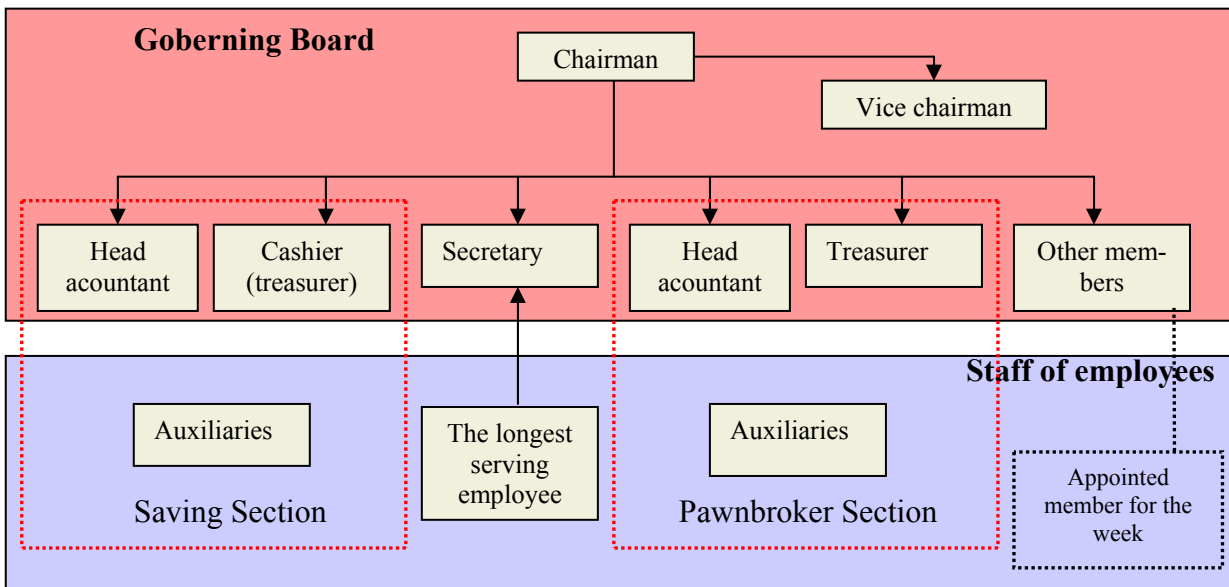 Goberning Board
Chairman
Vice chairman
Head
acountant
Cashier
(treasurer)
Secretary
Head
acountant
Treasurer
Other mem-
bers
Staff of employees
Auxiliaries
The longest
serving
employee
Auxiliaries
Appointed
member for the
week
Saving Section
Pawnbroker Section